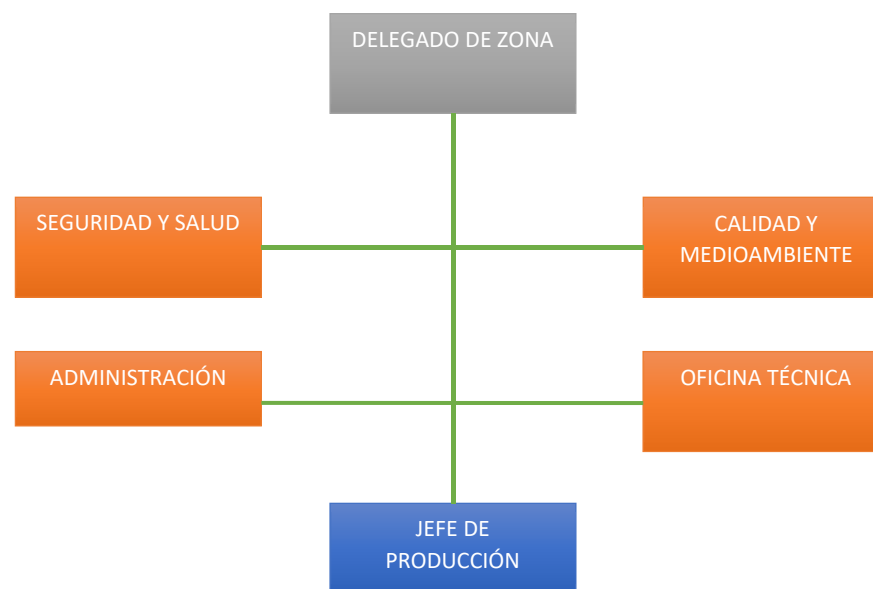 DELEGADO DE ZONA
SEGURIDAD Y SALUD
CALIDAD Y
MEDIOAMBIENTE
ADMINISTRACIÓN
OFICINA TÉCNICA
JEFE DE
PRODUCCIÓN